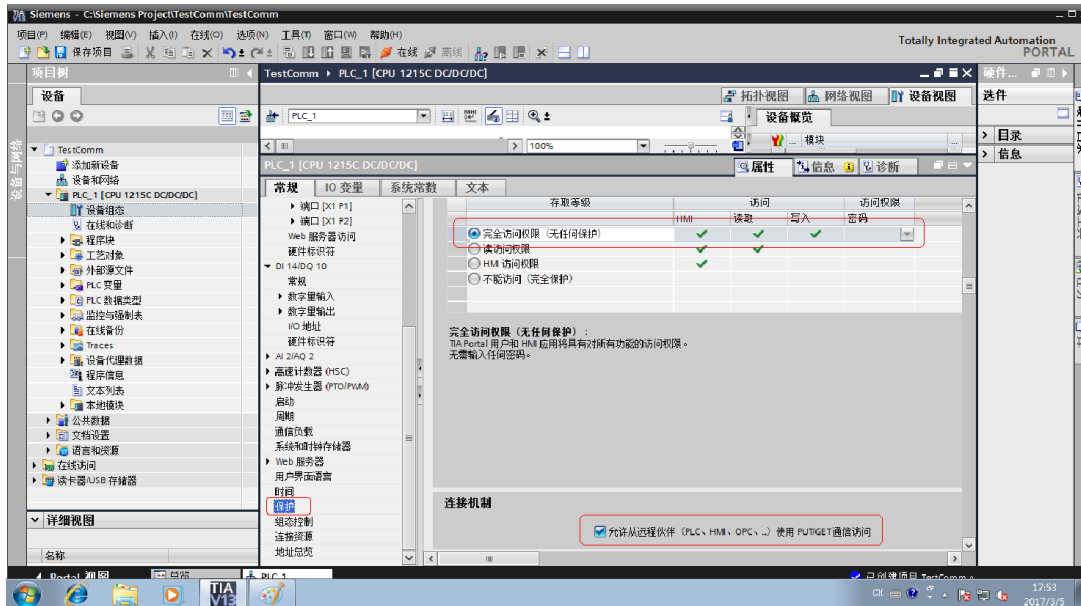 Siemens - C:\Siemens Project\TestComm\TestComm
项目(P) 编辑(E) 视图(V) 插入(I) 在线(O) 选项(N) 工具(T) 窗口(W) 帮助(H)
Totally Integrated Automation
PORTAL
保存项目 在线 离线
项目树
TestComm ▸ PLC_1 [CPU 1215C DC/DC/DC]
硬件...
设备
拓扑视图 网络视图 设备视图
选件
PLC_1
设备概览
模块
100%
目录
信息
设备与网络
TestComm
添加新设备
设备和网络
PLC_1 [CPU 1215C DC/DC/DC]
设备组态
在线和诊断
程序块
工艺对象
外部源文件
PLC 变量
PLC 数据类型
监控与强制表
在线备份
Traces
设备代理数据
程序信息
文本列表
本地模块
公共数据
文档设置
语言和资源
在线访问
读卡器/USB 存储器
详细视图
名称
PLC_1 [CPU 1215C DC/DC/DC]
属性 信息 诊断
常规 IO 变量 系统常数 文本
端口 [X1 P1]
端口 [X1 P2]
Web 服务器访问
硬件标识符
DI 14/DQ 10
常规
数字量输入
数字量输出
I/O 地址
硬件标识符
AI 2/AQ 2
高速计数器 (HSC)
脉冲发生器 (PTO/PWM)
启动
周期
通信负载
系统和时钟存储器
Web 服务器
用户界面语言
时间
保护
组态控制
连接资源
地址总览
存取等级 访问 访问权限
HMI 读取 写入 密码
完全访问权限（无任何保护）
读访问权限
HMI 访问权限
不能访问（完全保护）
完全访问权限（无任何保护）：
TIA Portal 用户和 HMI 应用将具有对所有功能的访问权限。
无需输入任何密码。
连接机制
允许从远程伙伴（PLC、HMI、OPC、...）使用 PUT/GET通信访问
Portal 视图 总览 PLC_1
已创建项目 TestComm。
TIA
V13
CH
17:53
2017/3/5